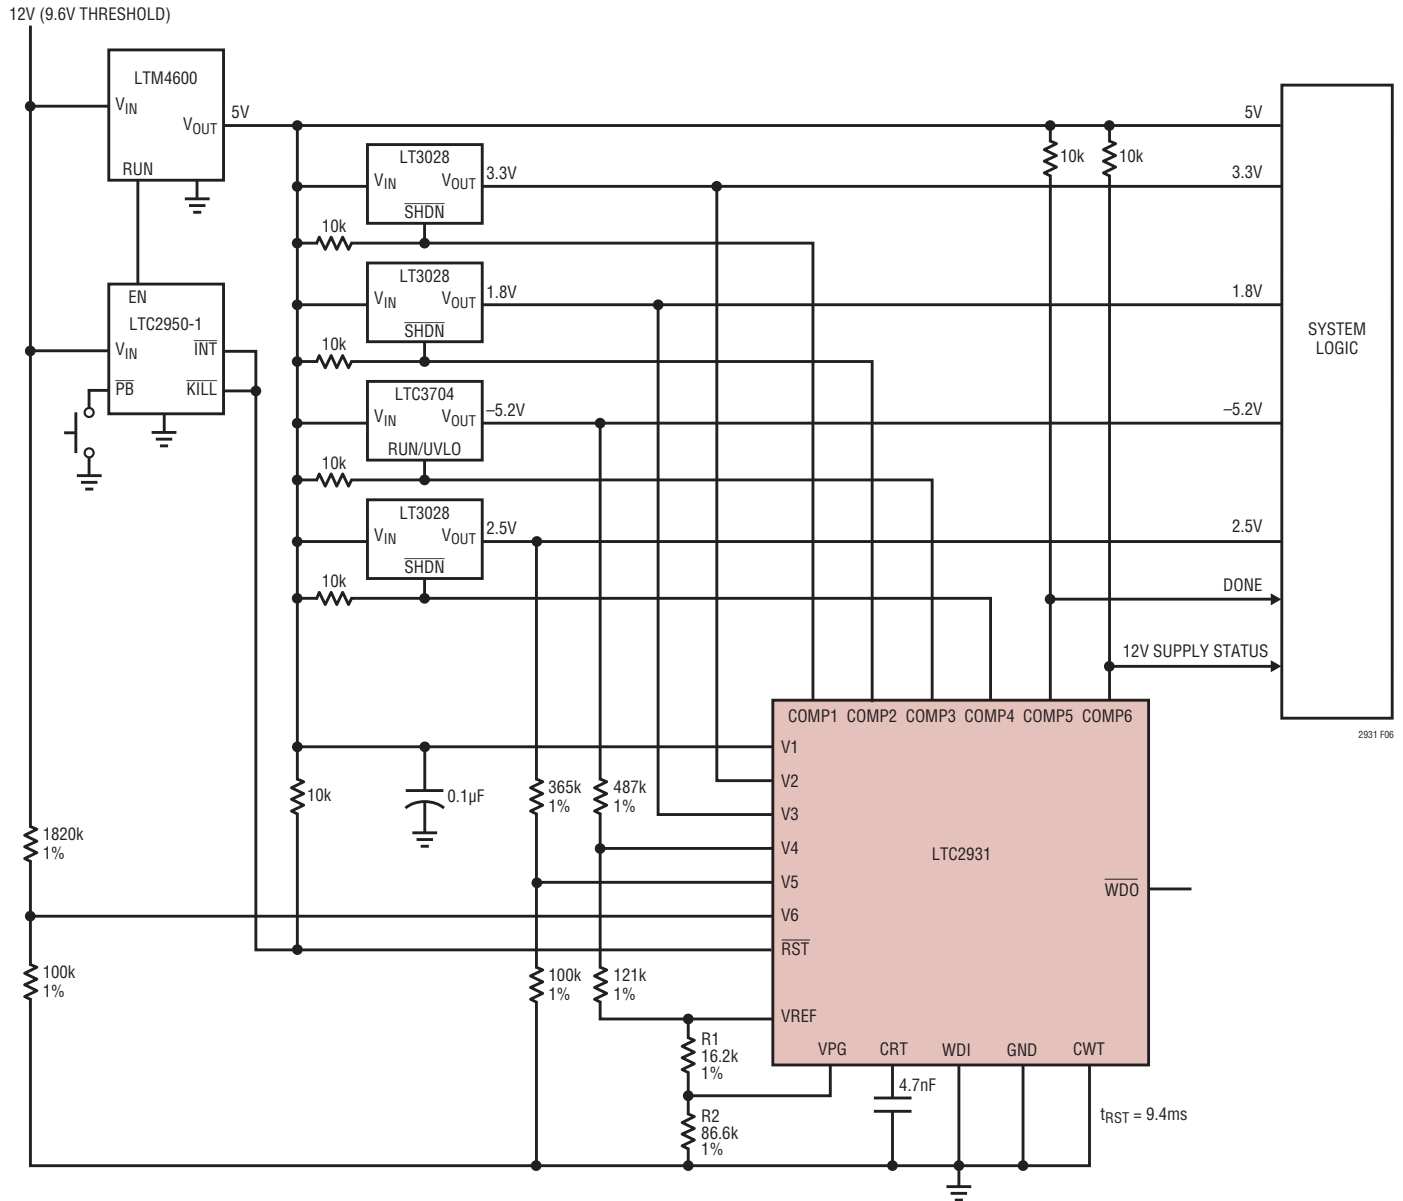 12V (9.6V THRESHOLD)
LTM4600
VIN
VOUT
RUN
5V
5V
LT3028
VIN
VOUT
SHDN
3.3V
3.3V
10k
10k
10k
LT3028
VIN
VOUT
SHDN
1.8V
1.8V
10k
EN
LTC2950-1
VIN
INT
PB
KILL
LTC3704
VIN
VOUT
RUN/UVLO
–5.2V
–5.2V
10k
LT3028
VIN
VOUT
SHDN
2.5V
2.5V
10k
SYSTEM
LOGIC
DONE
12V SUPPLY STATUS
2931 F06
COMP1
COMP2
COMP3
COMP4
COMP5
COMP6
V1
V2
V3
V4
V5
V6
RST
VREF
LTC2931
WDO
VPG
CRT
WDI
GND
CWT
10k
0.1µF
365k
1%
487k
1%
1820k
1%
100k
1%
100k
1%
121k
1%
R1
16.2k
1%
R2
86.6k
1%
4.7nF
tRST = 9.4ms